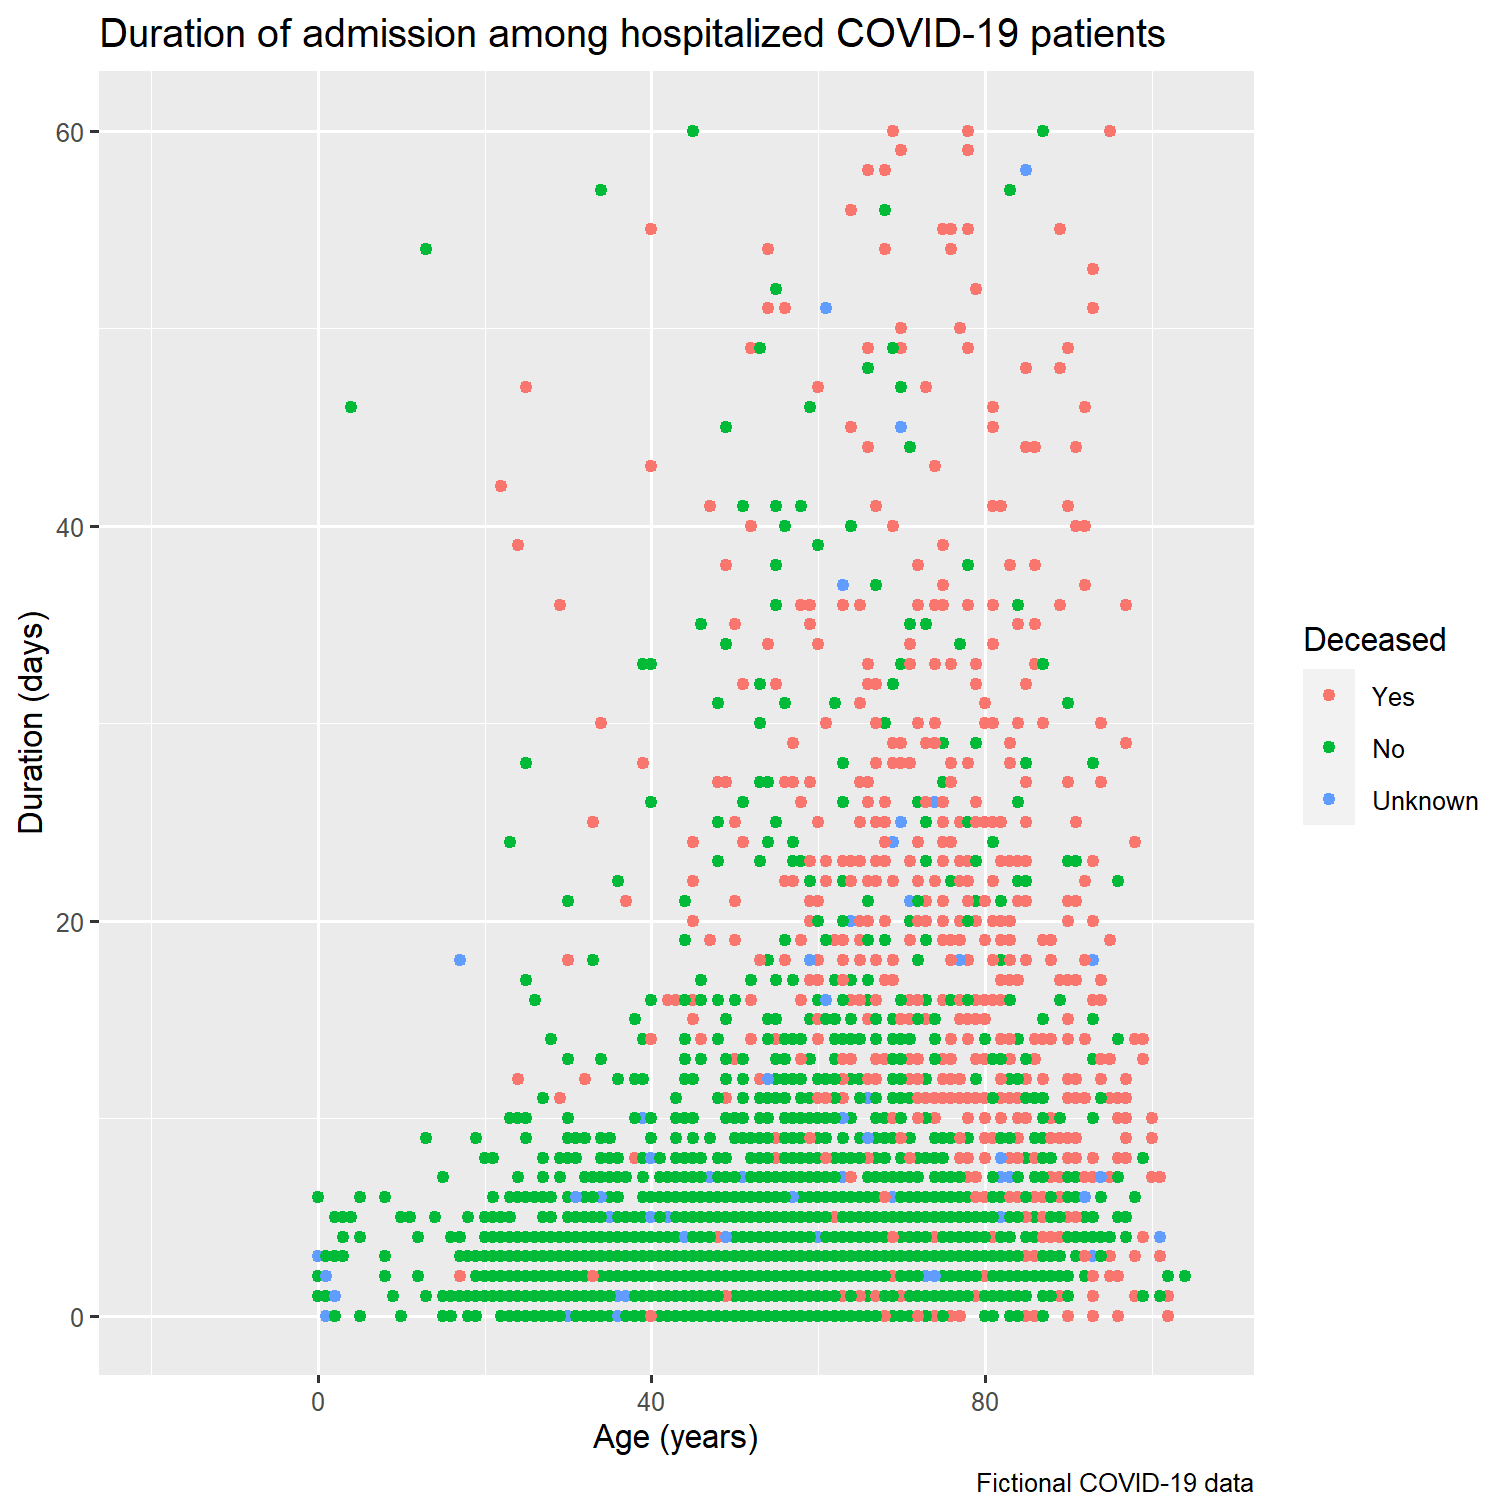 Duration of admission among hospitalized COVID-19 patients
60
40
20
0
Duration (days)
0 40 80
Age (years)
Deceased
Yes
No
Unknown
Fictional COVID-19 data